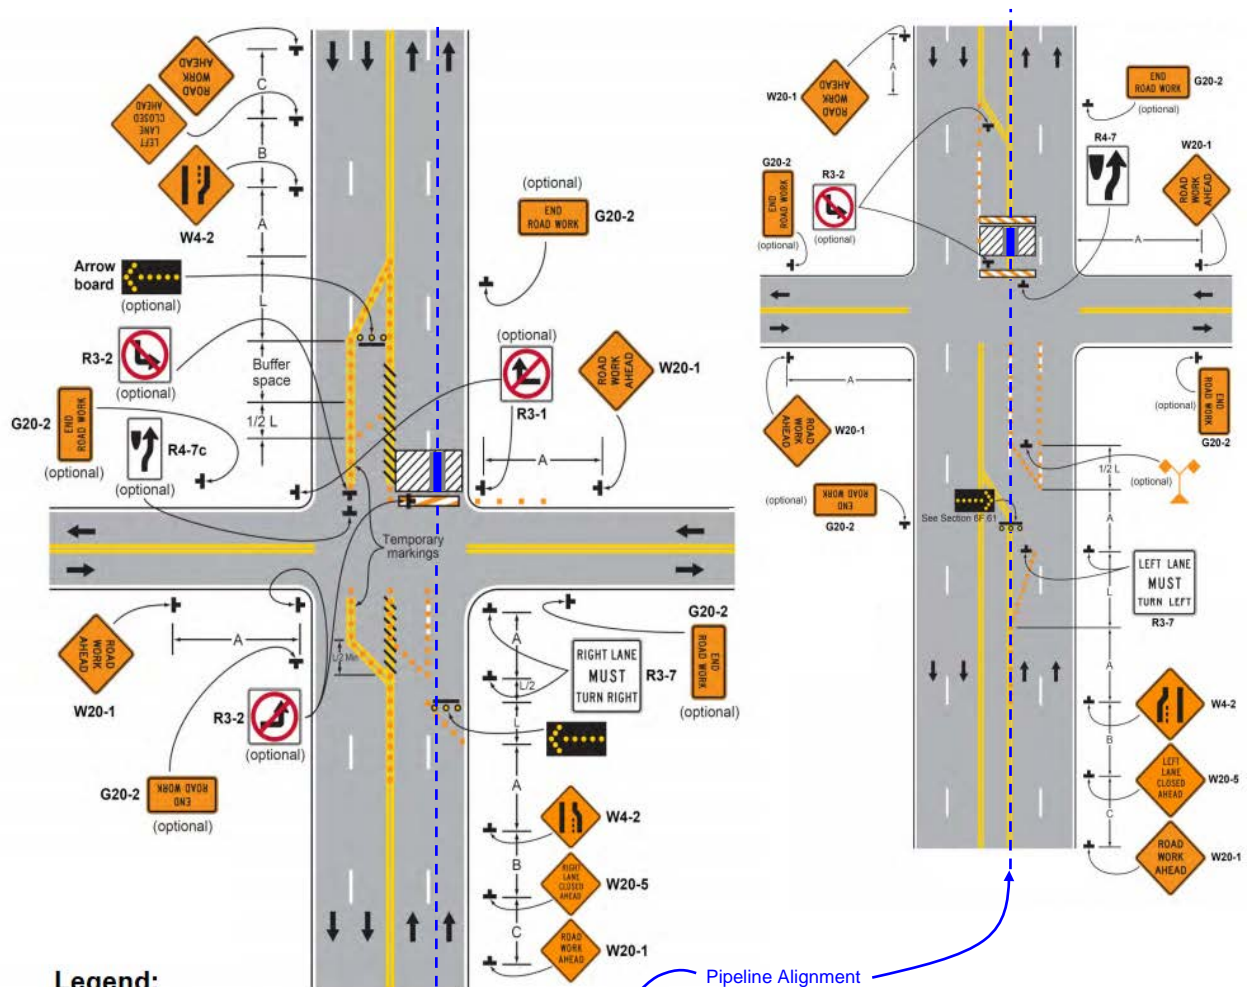 ROAD
WORK
AHEAD
C
LEFT
LANE
CLOSED
AHEAD
B
W4-2
A
(optional)
END
ROAD WORK
G20-2
Arrow
board
(optional)
L
R3-2
(optional)
Buffer
space
(optional)
R3-1
ROAD
WORK
AHEAD
W20-1
G20-2
END
ROAD WORK
(optional)
1/2 L
R4-7c
(optional)
A
Temporary
markings
ROAD
WORK
AHEAD
W20-1
A
L/2 Min
R3-2
(optional)
G20-2
END
ROAD WORK
(optional)
A
L/2
L
A
B
C
RIGHT LANE
MUST
TURN RIGHT
R3-7
G20-2
END
ROAD WORK
(optional)
W4-2
RIGHT
LANE
CLOSED
AHEAD
W20-5
ROAD
WORK
AHEAD
W20-1
Legend:
Pipeline Alignment
W20-1
ROAD
WORK
AHEAD
A
END
ROAD WORK
G20-2
(optional)
R4-7
W20-1
ROAD
WORK
AHEAD
A
G20-2
END
ROAD WORK
(optional)
R3-2
(optional)
A
ROAD
WORK
AHEAD
W20-1
END
ROAD WORK
(optional)
G20-2
(optional)
END
ROAD WORK
G20-2
See Section 6F.61
1/2 L
(optional)
A
L
LEFT LANE
MUST
TURN LEFT
R3-7
A
W4-2
B
LEFT
LANE
CLOSED
AHEAD
W20-5
C
ROAD
WORK
AHEAD
W20-1